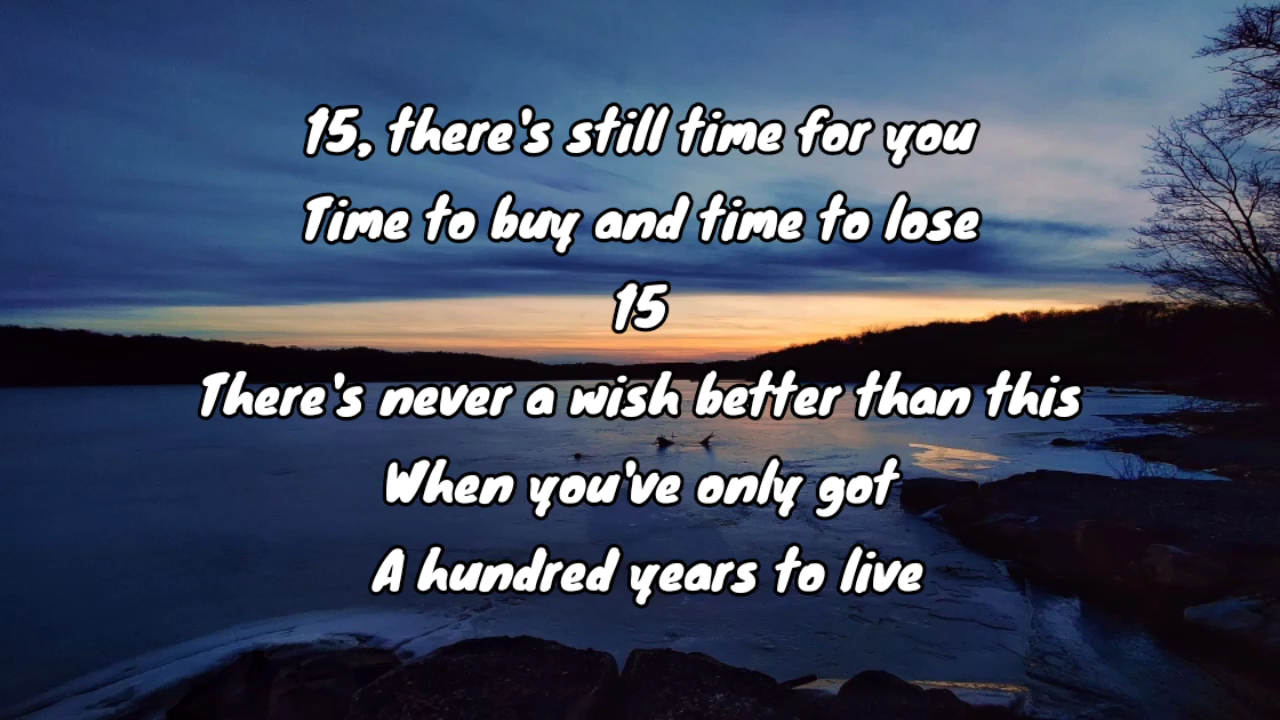 15, there's still time for you
Time to buy and time to lose
15
There's never a wish better than this
When you've only got
A hundred years to live